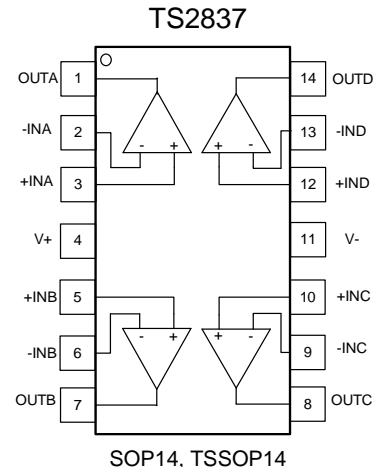 TS2837
OUTA 1 14 OUTD
-INA 2 13 -IND
- + + -
+INA 3 12 +IND
V+ 4 11 V-
+INB 5 10 +INC
- + + -
-INB 6 9 -INC
OUTB 7 8 OUTC
SOP14, TSSOP14